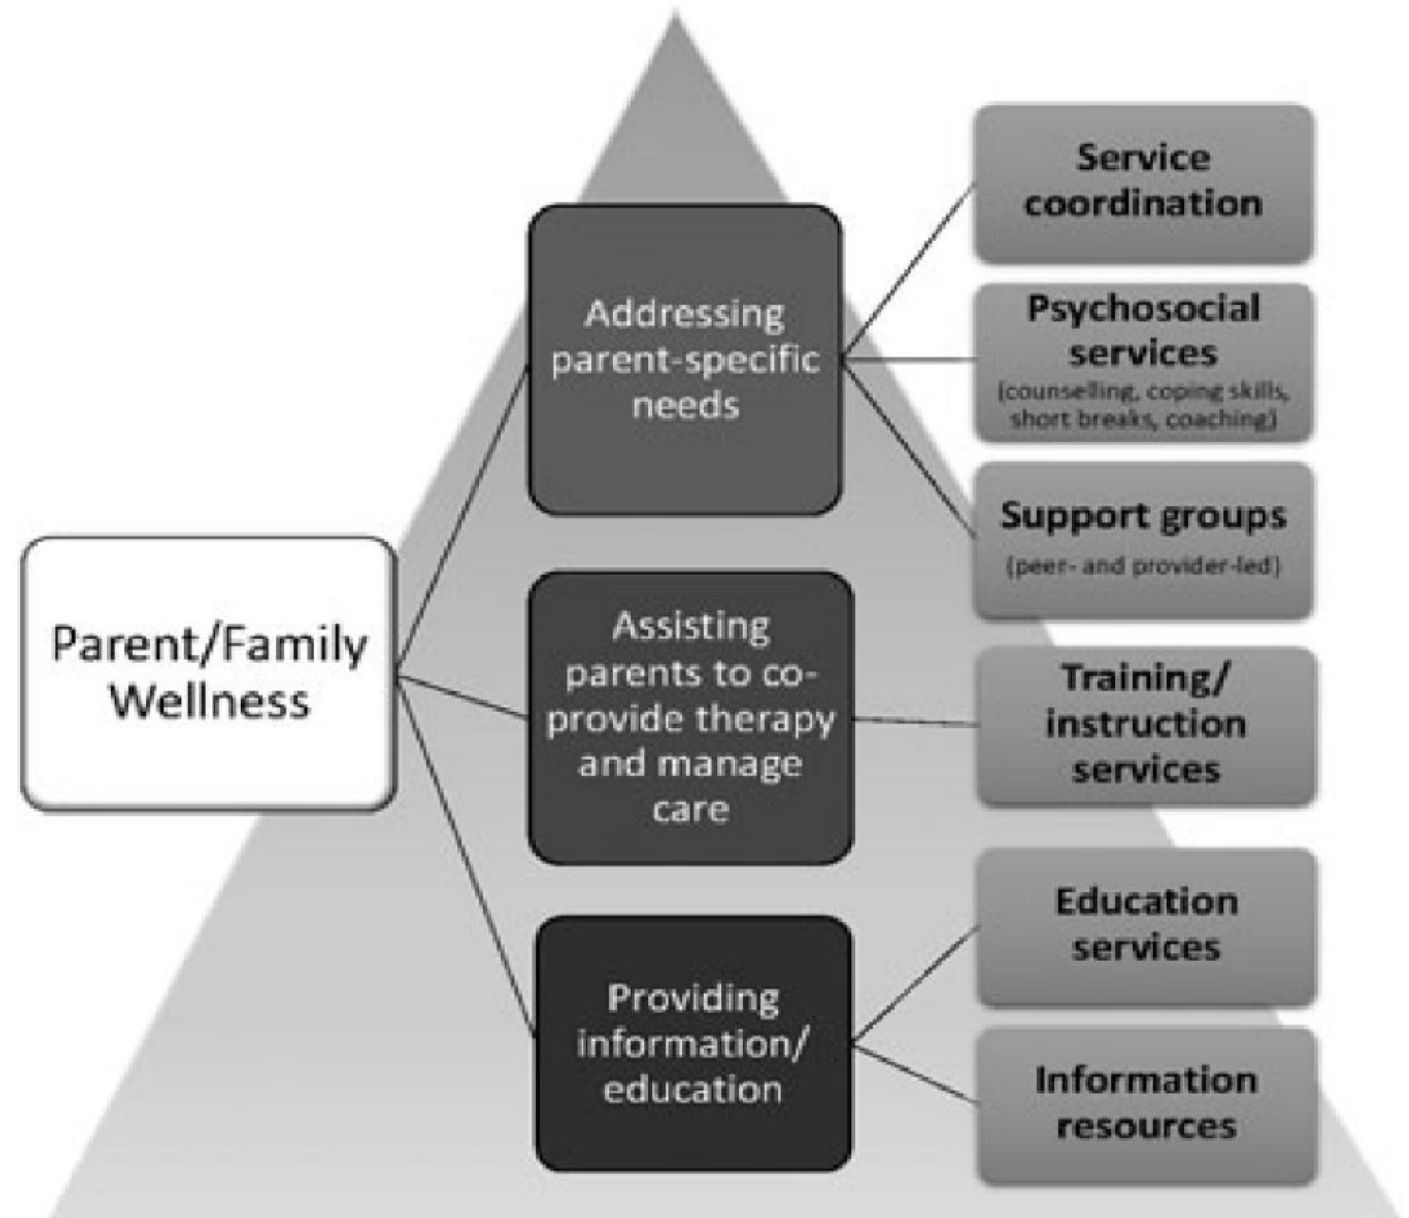 Parent/Family
Wellness
Addressing
parent-specific
needs
Service
coordination
Psychosocial
services
(counselling, coping skills,
short breaks, coaching)
Support groups
(peer- and provider-led)
Assisting
parents to co-
provide therapy
and manage
care
Training/
instruction
services
Providing
information/
education
Education
services
Information
resources